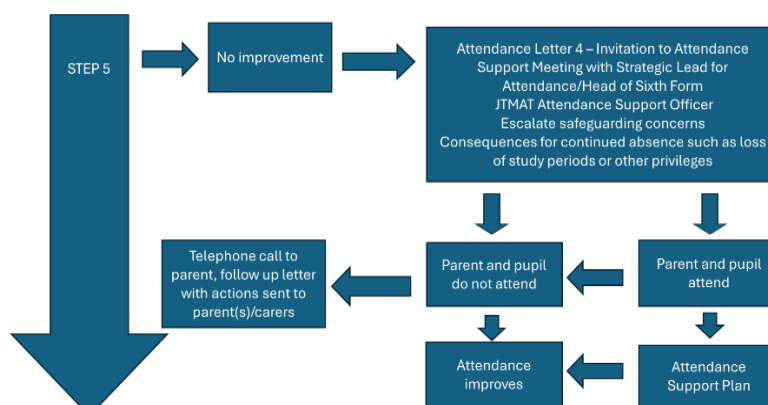 STEP 5
No improvement
Attendance Letter 4 – Invitation to Attendance
Support Meeting with Strategic Lead for
Attendance/Head of Sixth Form
JTMAT Attendance Support Officer
Escalate safeguarding concerns
Consequences for continued absence such as loss
of study periods or other privileges
Telephone call to
parent, follow up letter
with actions sent to
parent(s)/carers
Parent and pupil
do not attend
Parent and pupil
attend
Attendance
improves
Attendance
Support Plan